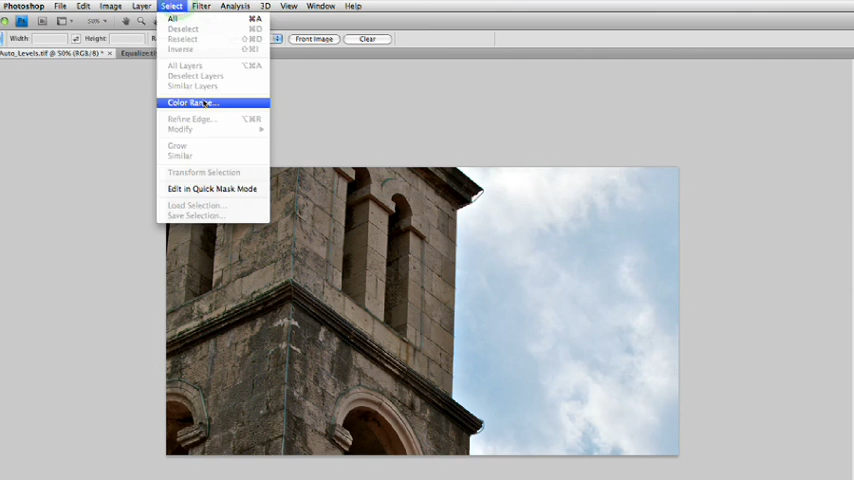 Photoshop File Edit Image Layer Select Filter Analysis 3D View Window Help
50%
Width: Height: Front Image Clear
Auto_Levels.tif @ 50% (RGB/8) * Equalize.
All ⌘A
Deselect ⌘D
Reselect ⇧⌘D
Inverse ⇧⌘I
All Layers ⌥⌘A
Deselect Layers
Similar Layers
Color Range...
Refine Edge... ⌥⌘R
Modify
Grow
Similar
Transform Selection
Edit in Quick Mask Mode
Load Selection...
Save Selection...